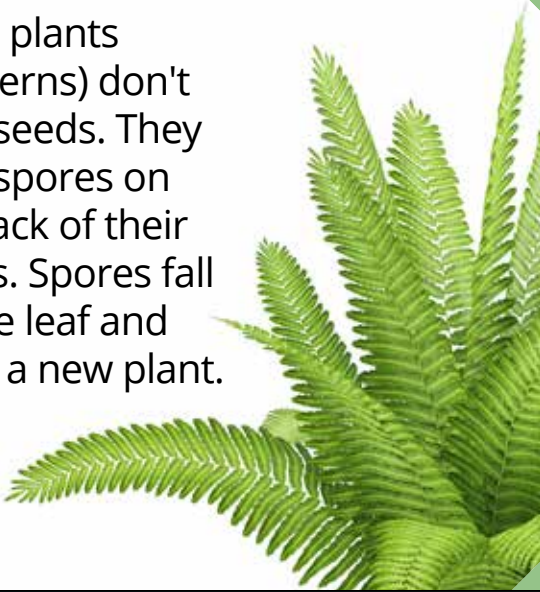 plants
erns) don't
seeds. They
spores on
ack of their
s. Spores fall
e leaf and
a new plant.